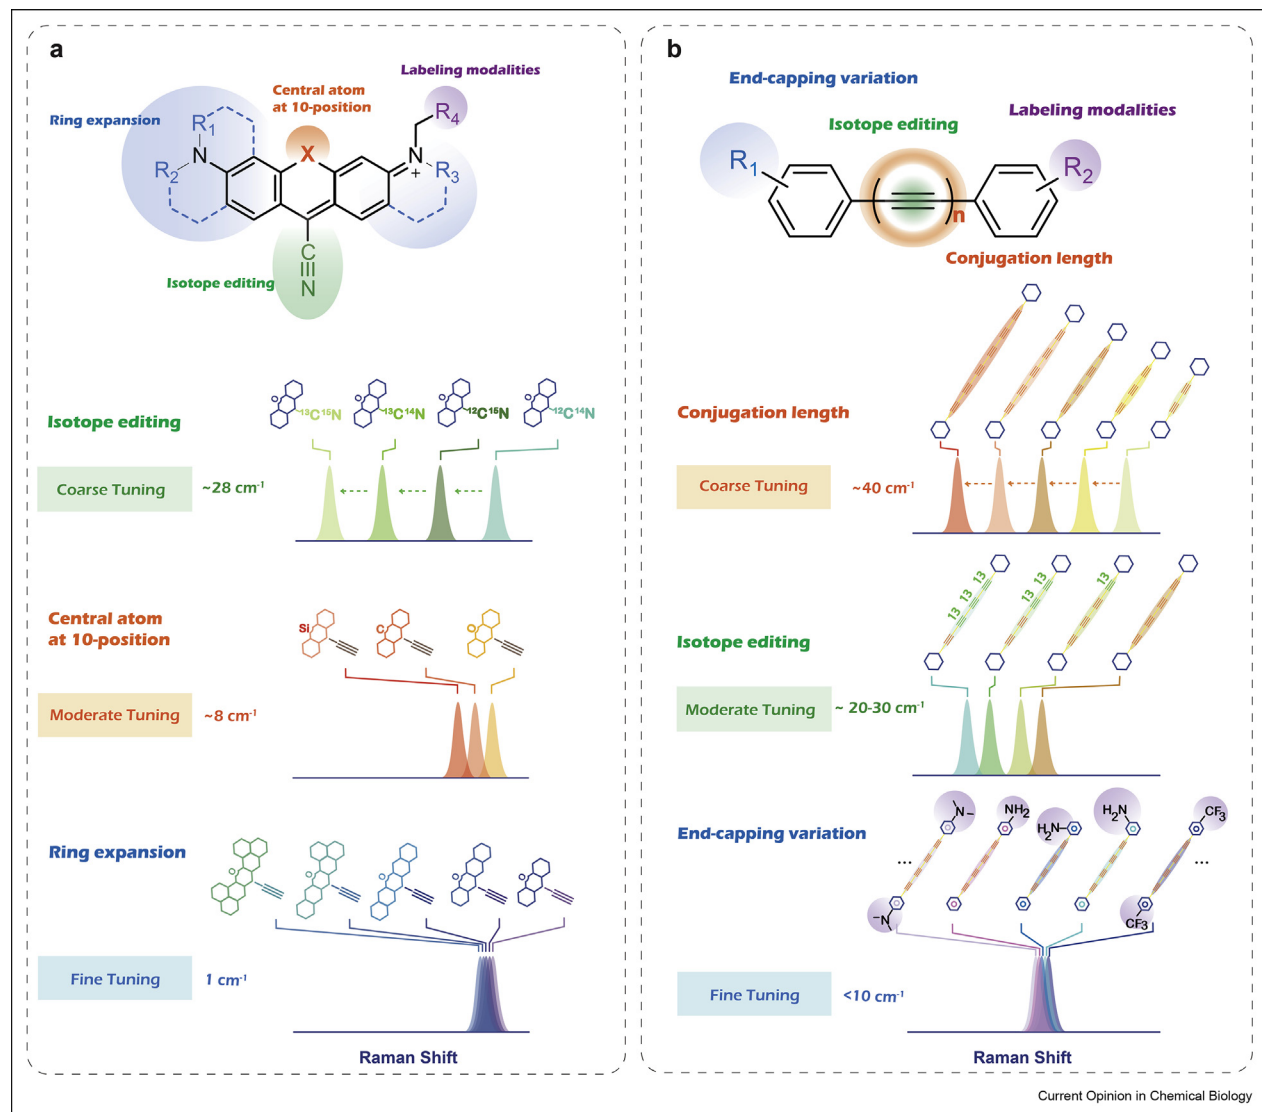 a
Labeling modalities
Central atom
at 10-position
Ring expansion
R1
R4
N
X
N
R2
+
R3
C
N
Isotope editing
Isotope editing
13C15N
13C14N
12C15N
12C14N
Coarse Tuning
~28 cm-1
Central atom
at 10-position
Si
C
O
Moderate Tuning
~8 cm-1
Ring expansion
O
O
O
O
O
Fine Tuning
1 cm-1
Raman Shift
b
End-capping variation
Labeling modalities
Isotope editing
R1
R2
( )n
Conjugation length
Conjugation length
Coarse Tuning
~40 cm-1
13 13 13
13 13
13
Isotope editing
Moderate Tuning
~ 20-30 cm-1
N
NH2
H2N
H2N
CF3
End-capping variation
...
...
N
CF3
Fine Tuning
<10 cm-1
Raman Shift
Current Opinion in Chemical Biology